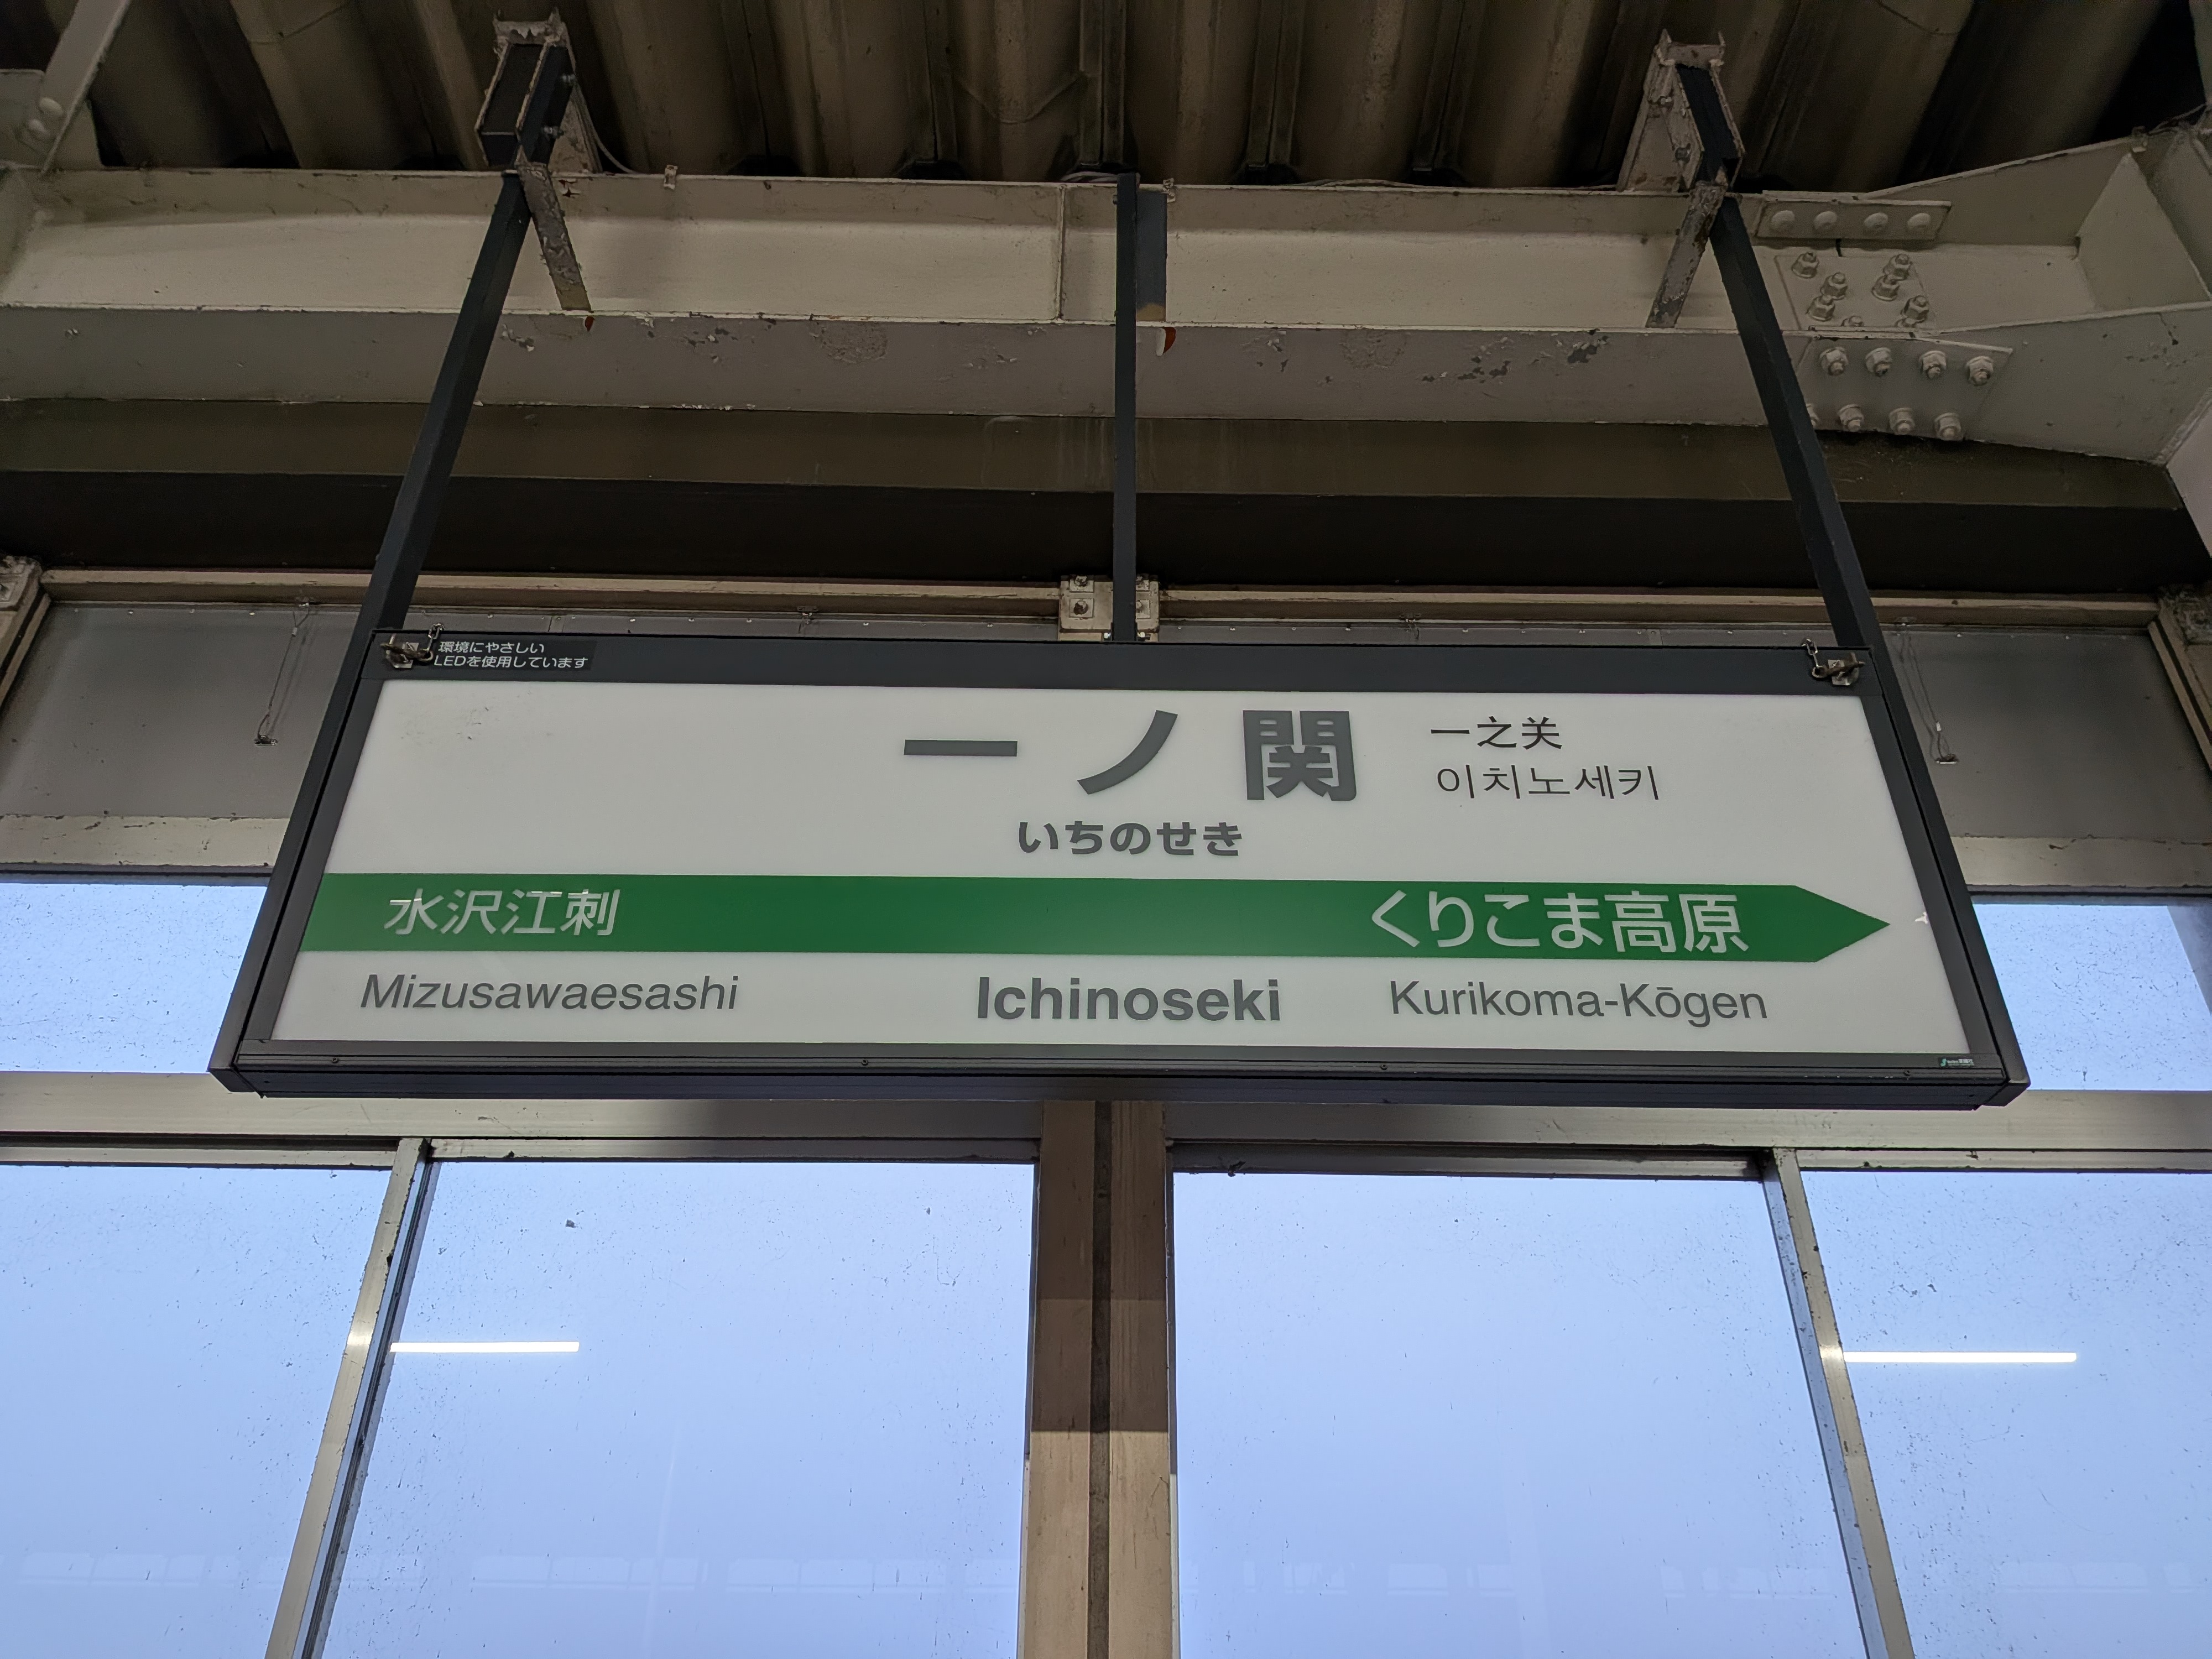 環境にやさしい
LEDを使用しています
一ノ関
一之关
이치노세키
いちのせき
水沢江刺
くりこま高原
Mizusawaesashi
Ichinoseki
Kurikoma-Kōgen